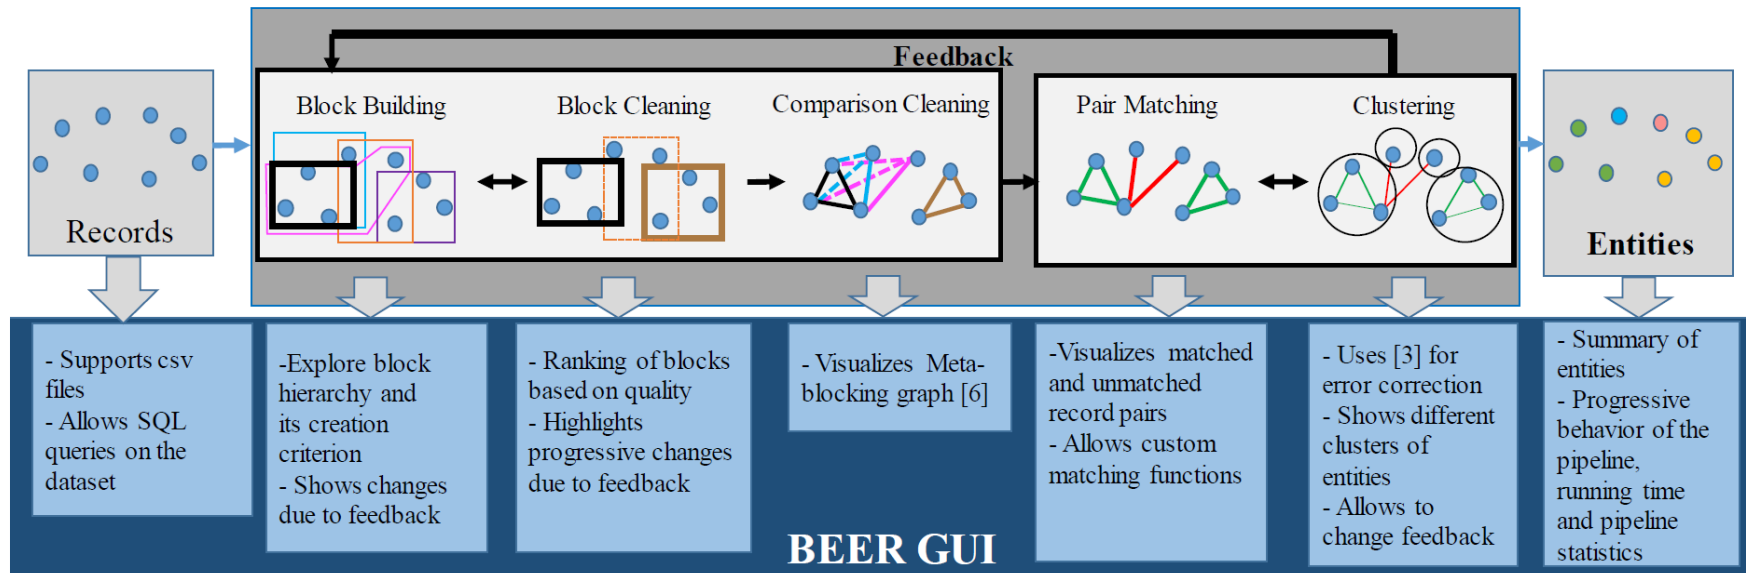 Feedback
Block Building
Block Cleaning
Comparison Cleaning
Pair Matching
Clustering
Records
Entities
- Supports csv
files
- Allows SQL
queries on the
dataset
-Explore block
hierarchy and
its creation
criterion
- Shows changes
due to feedback
- Ranking of blocks
based on quality
- Highlights
progressive changes
due to feedback
- Visualizes Meta-
blocking graph [6]
-Visualizes matched
and unmatched
record pairs
- Allows custom
matching functions
- Uses [3] for
error correction
- Shows different
clusters of
entities
- Allows to
change feedback
- Summary of
entities
- Progressive
behavior of the
pipeline,
running time
and pipeline
statistics
BEER GUI